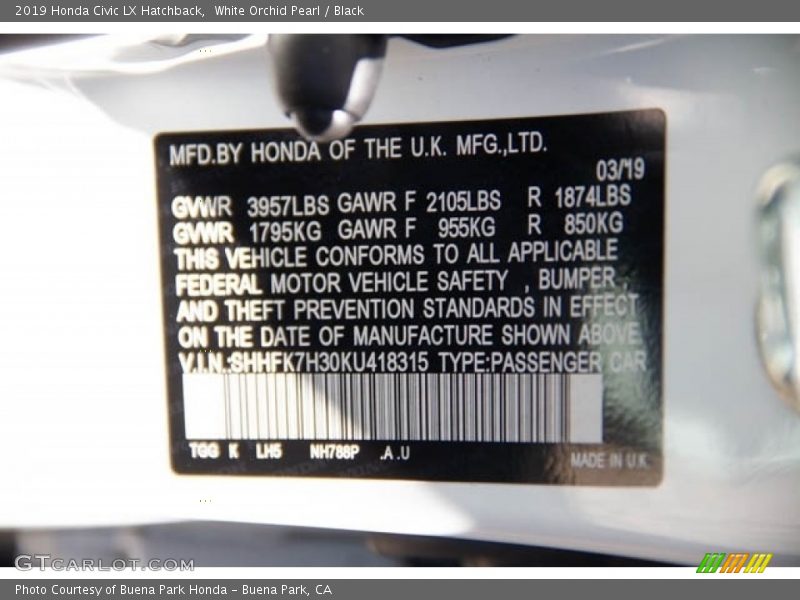 2019 Honda Civic LX Hatchback, White Orchid Pearl / Black
MFD.BY HONDA OF THE U.K. MFG.,LTD.
03/19
GVWR 3957LBS GAWR F 2105LBS R 1874LBS
GVWR 1795KG GAWR F 955KG R 850KG
THIS VEHICLE CONFORMS TO ALL APPLICABLE
FEDERAL MOTOR VEHICLE SAFETY , BUMPER ,
AND THEFT PREVENTION STANDARDS IN EFFECT
ON THE DATE OF MANUFACTURE SHOWN ABOVE.
V.I.N.:SHHFK7H30KU418315 TYPE:PASSENGER CAR
TGG K LH5 NH788P .A.U
MADE IN U.K.
GTCARLOT.COM
Photo Courtesy of Buena Park Honda – Buena Park, CA